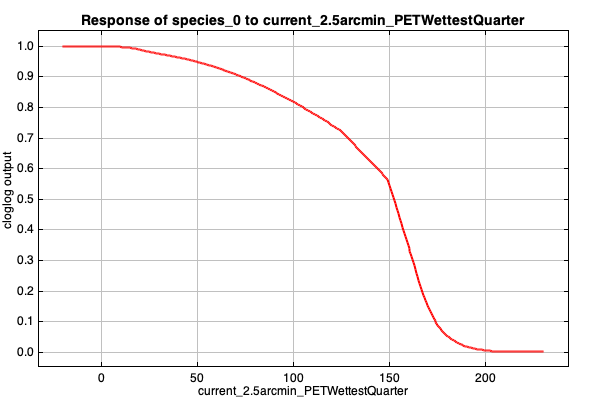 Response of species_0 to current_2.5arcmin_PETWettestQuarter
1.0
0.9
0.8
0.7
0.6
0.5
0.4
0.3
0.2
0.1
0.0
cloglog output
0 50 100 150 200
current_2.5arcmin_PETWettestQuarter